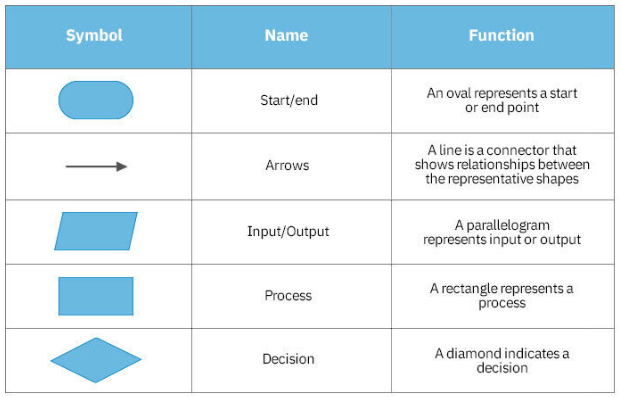 Symbol Name Function
Start/end
An oval represents a start
or end point
Arrows
A line is a connector that
shows relationships between
the representative shapes
Input/Output
A parallelogram
represents input or output
Process
A rectangle represents a
process
Decision
A diamond indicates a
decision